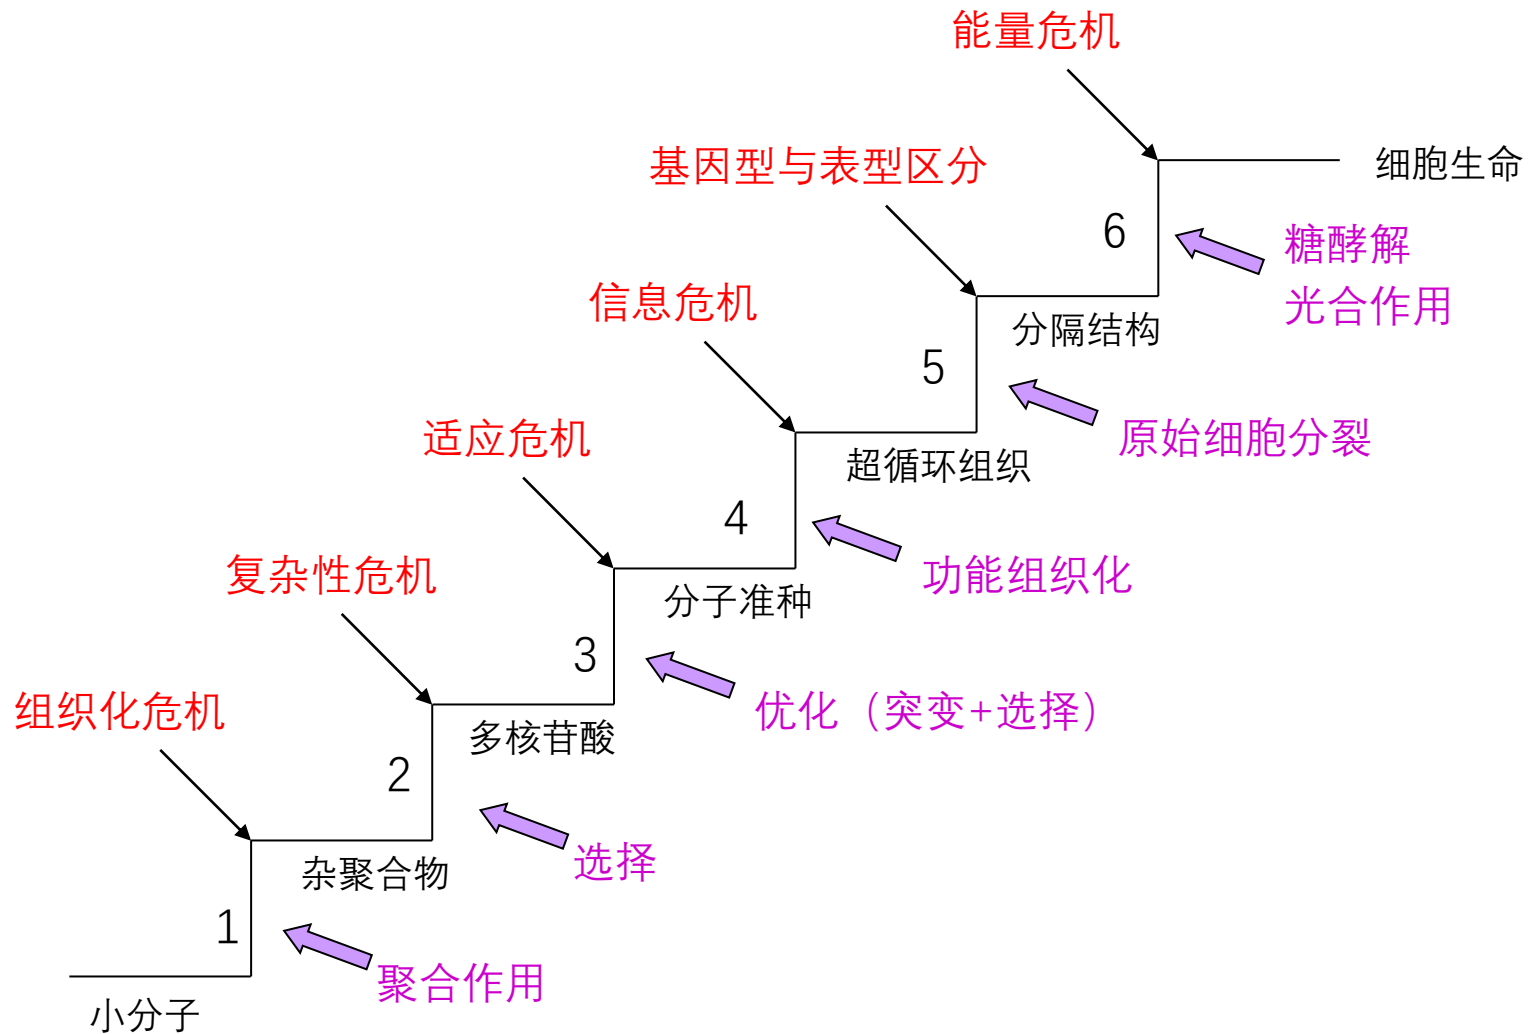 能量危机
细胞生命
基因型与表型区分
6
糖酵解
光合作用
信息危机
分隔结构
5
原始细胞分裂
适应危机
超循环组织
4
功能组织化
复杂性危机
分子准种
3
优化（突变+选择）
组织化危机
多核苷酸
2
选择
杂聚合物
1
聚合作用
小分子